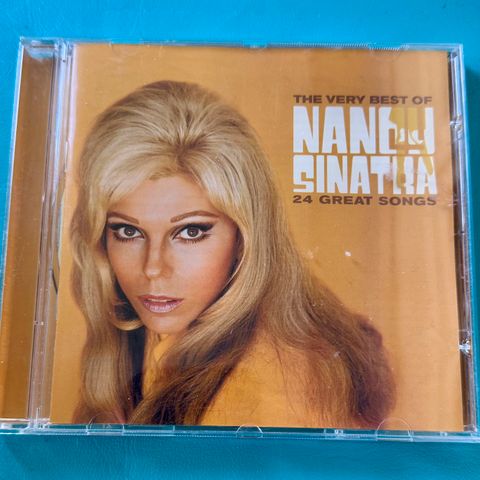 THE VERY BEST OF
NANCY
SINATRA
24 GREAT SONGS